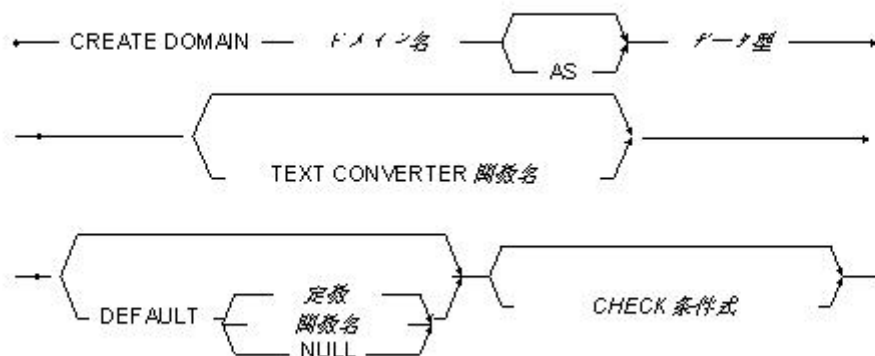 CREATE DOMAIN ドメイン名 データ型
AS
TEXT CONVERTER 関数名
定数
DEFAULT 関数名 CHECK 条件式
NULL